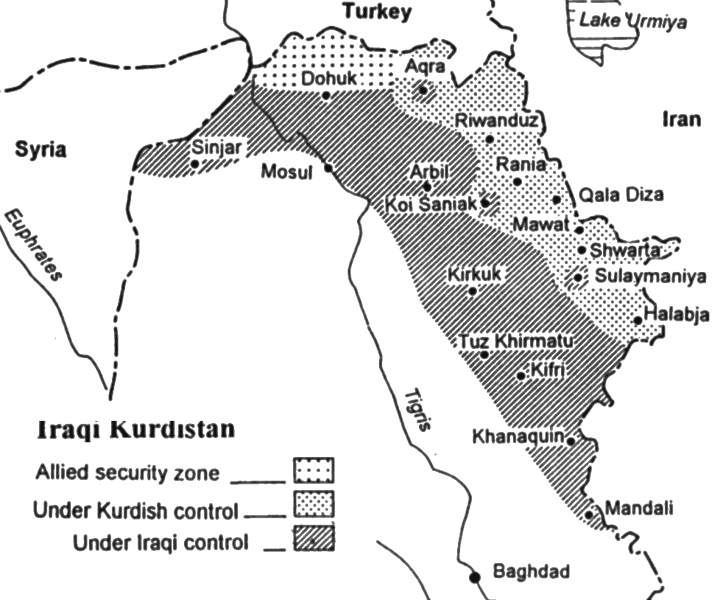 Turkey
Lake Urmiya
Aqra
Dohuk
Iran
Riwanduz
Syria
Sinjar
Rania
Mosul
Arbil
Qala Diza
Koi Saniak
Mawat
Euphrates
Shwarta
Kirkuk
Sulaymaniya
Halabja
Tuz Khirmatu
Kifri
Tigris
Iraqi Kurdistan
Khanaquin
Allied security zone
Under Kurdish control
Mandali
Under Iraqi control
Baghdad